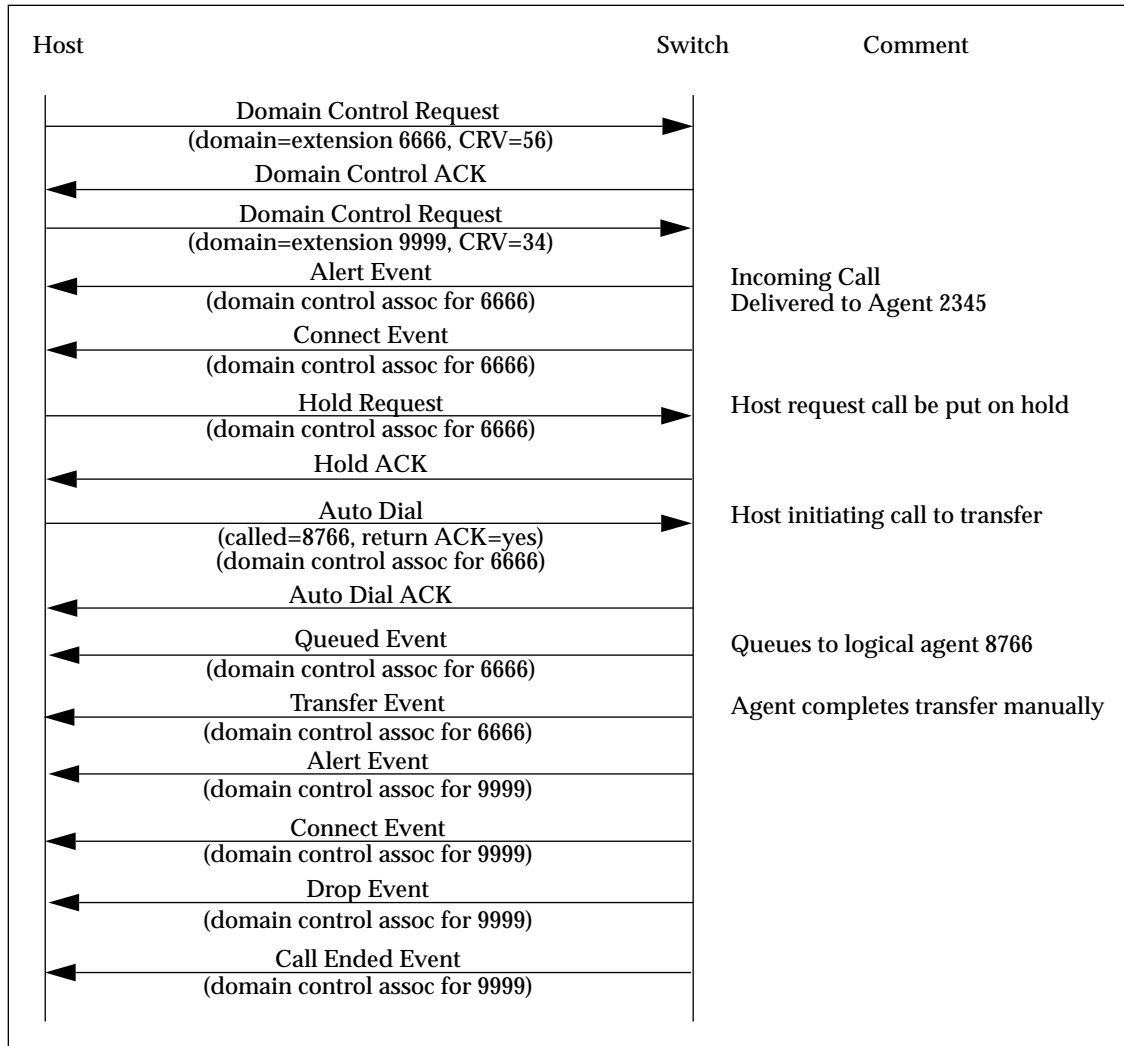 Host Switch Comment
Domain Control Request
(domain=extension 6666, CRV=56)
Domain Control ACK
Domain Control Request
(domain=extension 9999, CRV=34)
Alert Event
(domain control assoc for 6666)
Incoming Call
Delivered to Agent 2345
Connect Event
(domain control assoc for 6666)
Hold Request
(domain control assoc for 6666)
Host request call be put on hold
Hold ACK
Auto Dial
(called=8766, return ACK=yes)
(domain control assoc for 6666)
Host initiating call to transfer
Auto Dial ACK
Queued Event
(domain control assoc for 6666)
Queues to logical agent 8766
Transfer Event
(domain control assoc for 6666)
Agent completes transfer manually
Alert Event
(domain control assoc for 9999)
Connect Event
(domain control assoc for 9999)
Drop Event
(domain control assoc for 9999)
Call Ended Event
(domain control assoc for 9999)